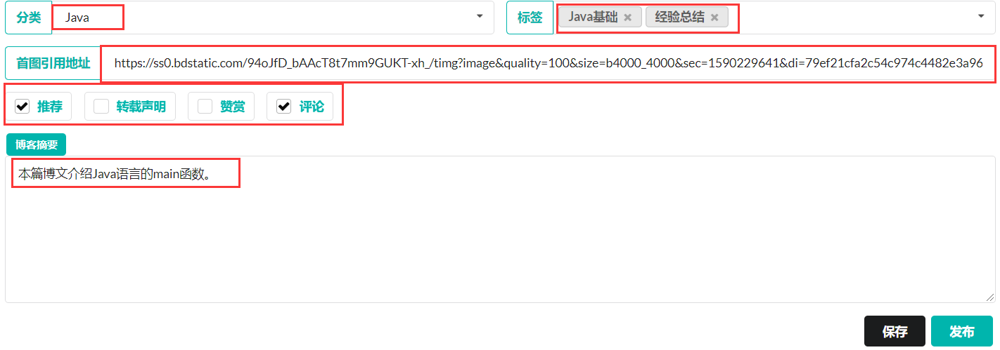 分类 Java 标签 Java基础 × 经验总结 ×
首图引用地址 https://ss0.bdstatic.com/94oJfD_bAAcT8t7mm9GUKT-xh_/timg?image&quality=100&size=b4000_4000&sec=1590229641&di=79ef21cfa2c54c974c4482e3a96
推荐 转载声明 赞赏 评论
博客摘要
本篇博文介绍Java语言的main函数。
保存 发布